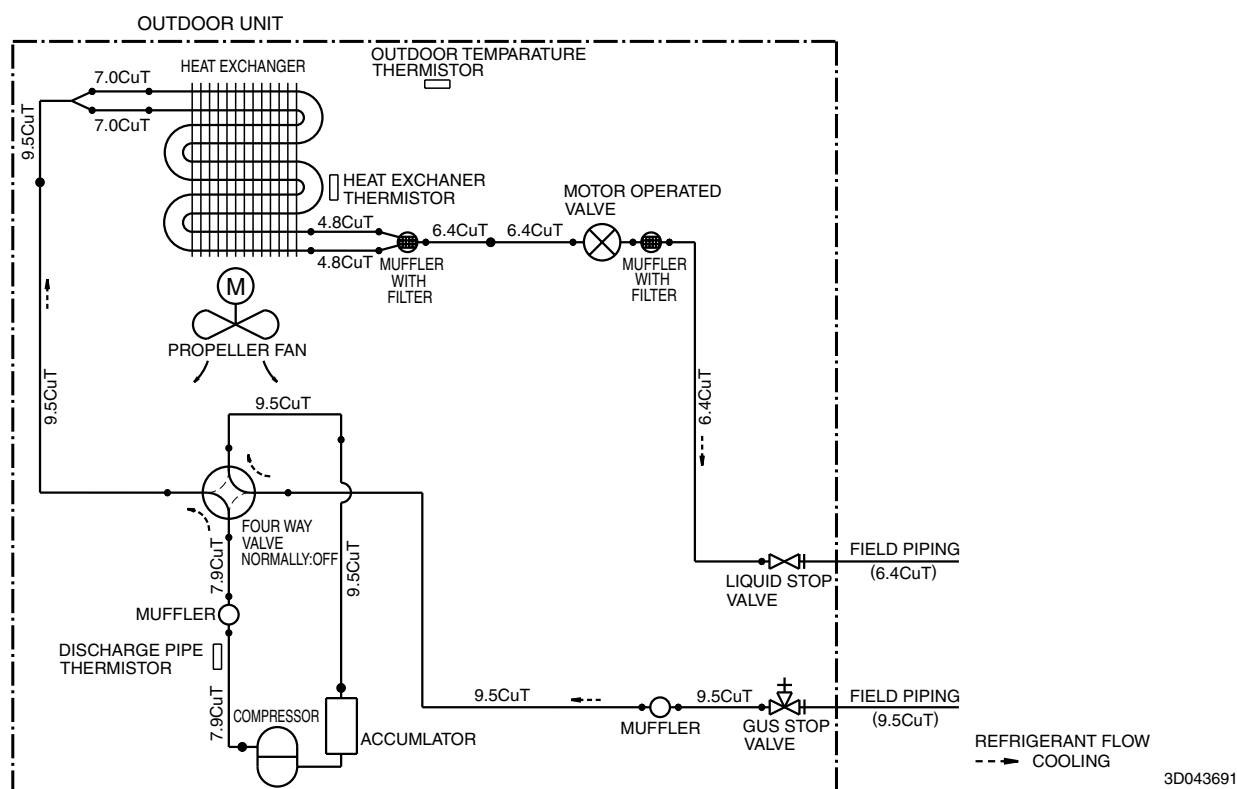 OUTDOOR UNIT
HEAT EXCHANGER
OUTDOOR TEMPARATURE
THERMISTOR
7.0CuT
7.0CuT
9.5CuT
HEAT EXCHANER
THERMISTOR
MOTOR OPERATED
VALVE
4.8CuT
4.8CuT
6.4CuT
6.4CuT
MUFFLER
WITH
FILTER
MUFFLER
WITH
FILTER
M
PROPELLER FAN
9.5CuT
9.5CuT
6.4CuT
FOUR WAY
VALVE
NORMALLY:OFF
7.9CuT
9.5CuT
MUFFLER
DISCHARGE PIPE
THERMISTOR
7.9CuT
COMPRESSOR
ACCUMLATOR
LIQUID STOP
VALVE
FIELD PIPING
(6.4CuT)
9.5CuT
MUFFLER
9.5CuT
GUS STOP
VALVE
FIELD PIPING
(9.5CuT)
REFRIGERANT FLOW
COOLING
3D043691